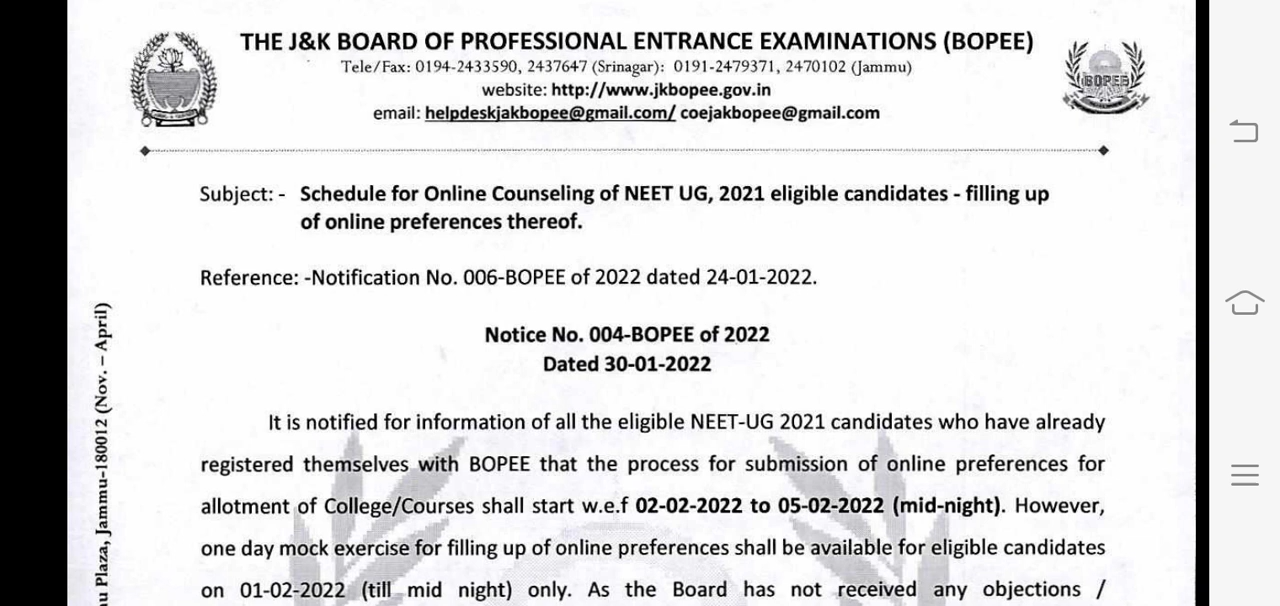 THE J&K BOARD OF PROFESSIONAL ENTRANCE EXAMINATIONS (BOPEE)
Tele/Fax: 0194-2433590, 2437647 (Srinagar): 0191-2479371, 2470102 (Jammu)
website: http://www.jkbopee.gov.in
email: helpdeskjakbopee@gmail.com/ coejakbopee@gmail.com
BOPEE
Subject: - Schedule for Online Counseling of NEET UG, 2021 eligible candidates - filling up
of online preferences thereof.
Reference: -Notification No. 006-BOPEE of 2022 dated 24-01-2022.
Notice No. 004-BOPEE of 2022
Dated 30-01-2022
It is notified for information of all the eligible NEET-UG 2021 candidates who have already
registered themselves with BOPEE that the process for submission of online preferences for
allotment of College/Courses shall start w.e.f 02-02-2022 to 05-02-2022 (mid-night). However,
one day mock exercise for filling up of online preferences shall be available for eligible candidates
on 01-02-2022 (till mid night) only. As the Board has not received any objections /
Plaza, Jammu-180012 (Nov. – April)